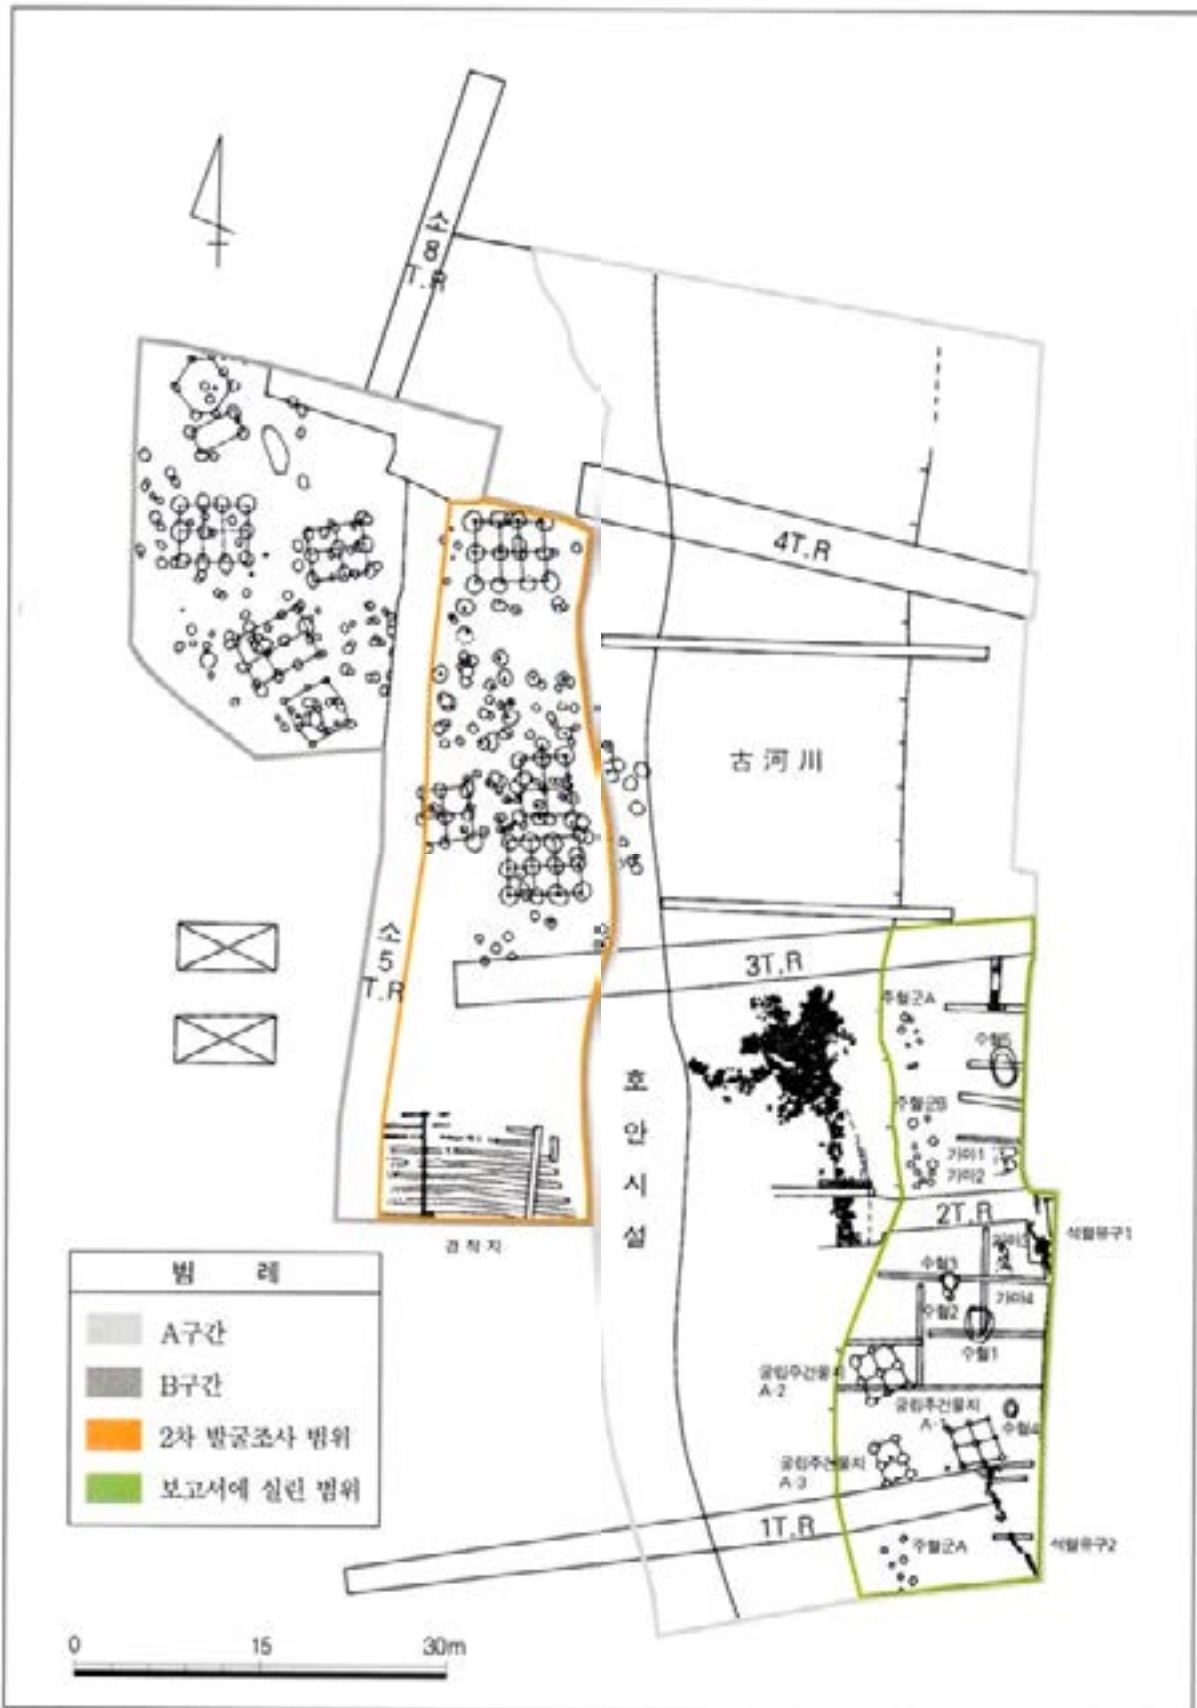 소8
T.R
4T.R
古河川
소
5
T.R
3T.R
주혈군A
수혈5
호
안
시
설
주혈군B
가마1
가마2
2T.R
석렬유구1
경작지
수혈3
가마4
수혈2
수혈1
굴립주건물지
A-2
굴립주건물지
A-1
수혈4
굴립주건물지
A-3
1T.R
주혈군A
석렬유구2
범 례
A구간
B구간
2차 발굴조사 범위
보고서에 실린 범위
0 15 30m